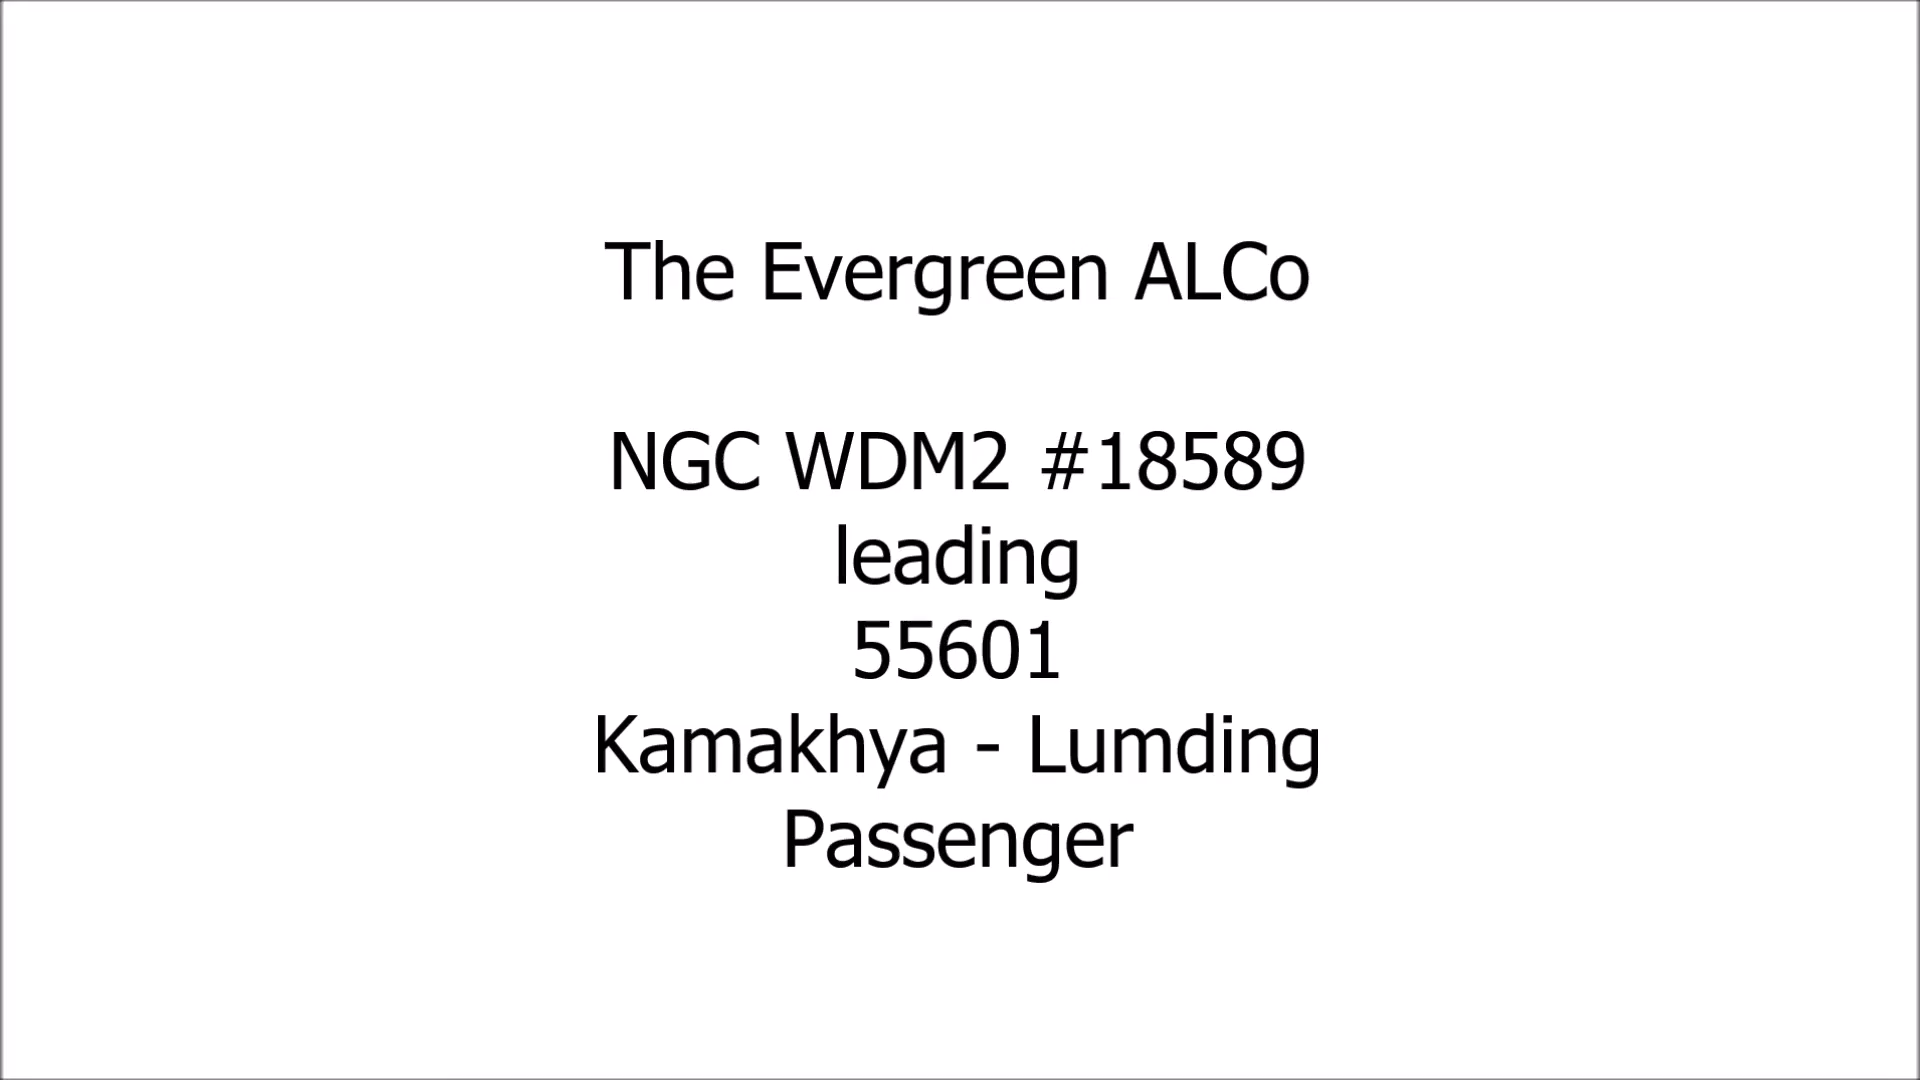 The Evergreen ALCo
NGC WDM2 #18589
leading
55601
Kamakhya - Lumding
Passenger